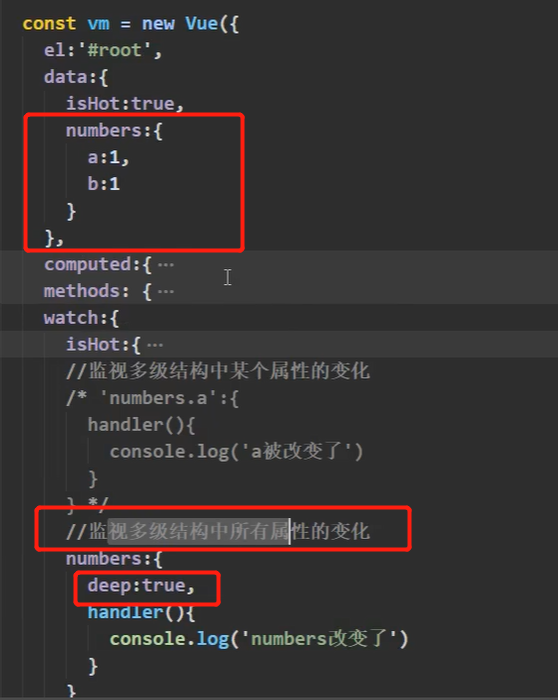 const vm = new Vue({
el:'#root',
data:{
isHot:true,
numbers:{
a:1,
b:1
}
},
computed:{ ···
methods: { ···
watch:{
isHot:{ ···
//监视多级结构中某个属性的变化
/* 'numbers.a':{
handler(){
console.log('a被改变了')
}
} */
//监视多级结构中所有属性的变化
numbers:{
deep:true,
handler(){
console.log('numbers改变了')
}
}